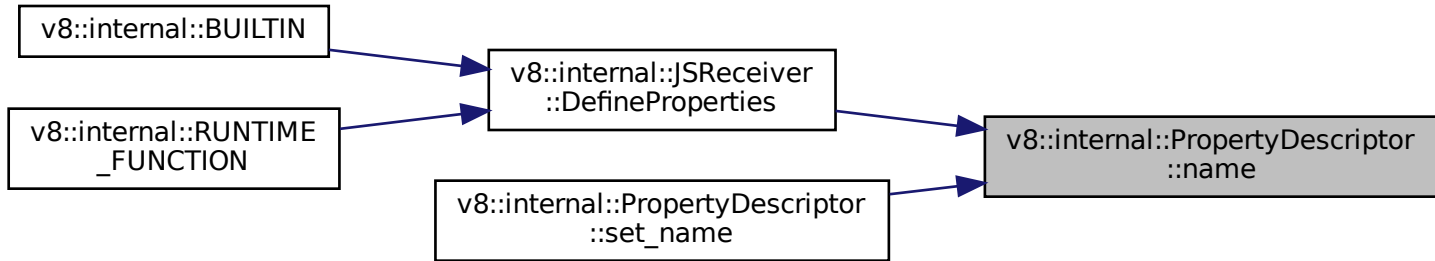 v8::internal::BUILTIN
v8::internal::RUNTIME
_FUNCTION
v8::internal::JSReceiver
::DefineProperties
v8::internal::PropertyDescriptor
::set_name
v8::internal::PropertyDescriptor
::name